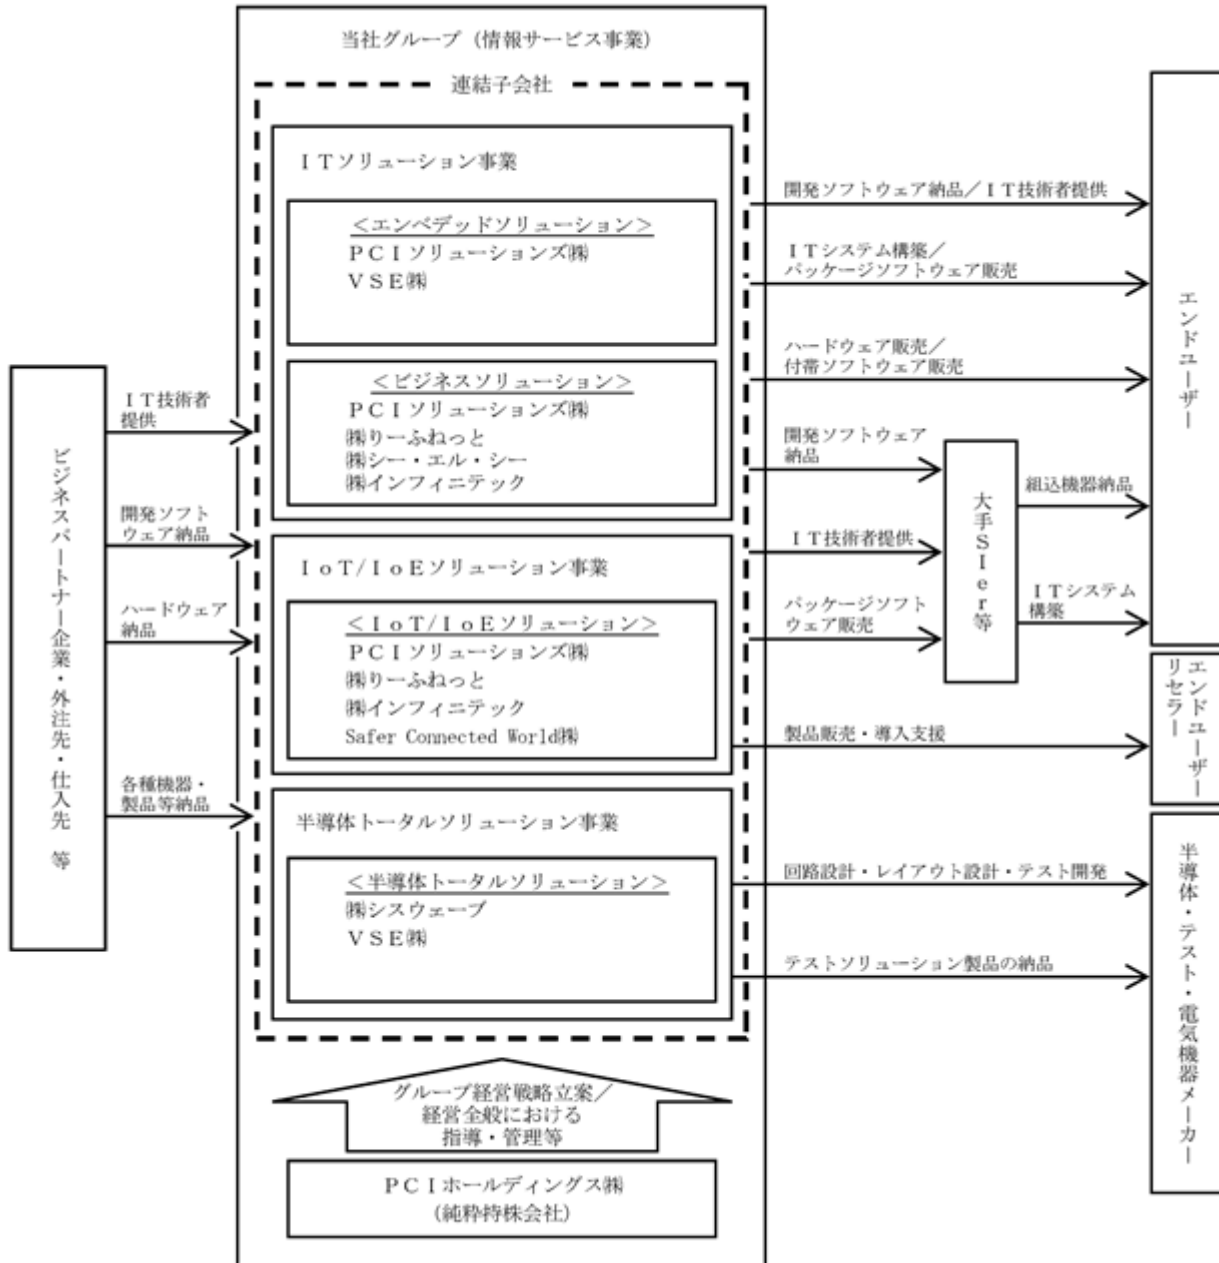 当社グループ（情報サービス事業）
連結子会社
ＩＴソリューション事業
＜エンベデッドソリューション＞
ＰＣＩソリューションズ㈱
ＶＳＥ㈱
＜ビジネスソリューション＞
ＰＣＩソリューションズ㈱
㈱りーふねっと
㈱シー・エル・シー
㈱インフィニテック
ＩｏＴ/ＩｏＥソリューション事業
＜ＩｏＴ/ＩｏＥソリューション＞
ＰＣＩソリューションズ㈱
㈱りーふねっと
㈱インフィニテック
Safer Connected World㈱
半導体トータルソリューション事業
＜半導体トータルソリューション＞
㈱シスウェーブ
ＶＳＥ㈱
グループ経営戦略立案／
経営全般における
指導・管理等
ＰＣＩホールディングス㈱
（純粋持株会社）
ビジネスパートナー企業・外注先・仕入先　等
ＩＴ技術者
提供
開発ソフト
ウェア納品
ハードウェア
納品
各種機器・
製品等納品
開発ソフトウェア納品／ＩＴ技術者提供
ＩＴシステム構築／
パッケージソフトウェア販売
ハードウェア販売／
付帯ソフトウェア販売
開発ソフトウェア
納品
ＩＴ技術者提供
パッケージソフト
ウェア販売
大手ＳＩｅｒ等
組込機器納品
ＩＴシステム
構築
製品販売・導入支援
回路設計・レイアウト設計・テスト開発
テストソリューション製品の納品
エンドユーザー
エンドユーザー
リセラー
半導体・テスト・電気機器メーカー